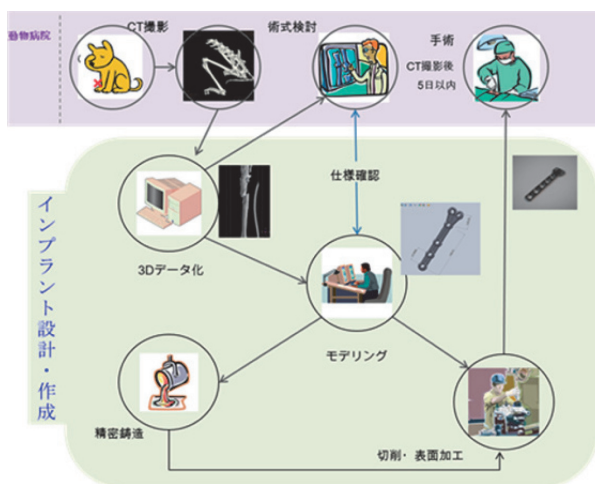 動物病院
CT撮影
術式検討
手術
CT撮影後
5日以内
インプラント設計・作成
仕様確認
3Dデータ化
モデリング
精密鋳造
切削・表面加工